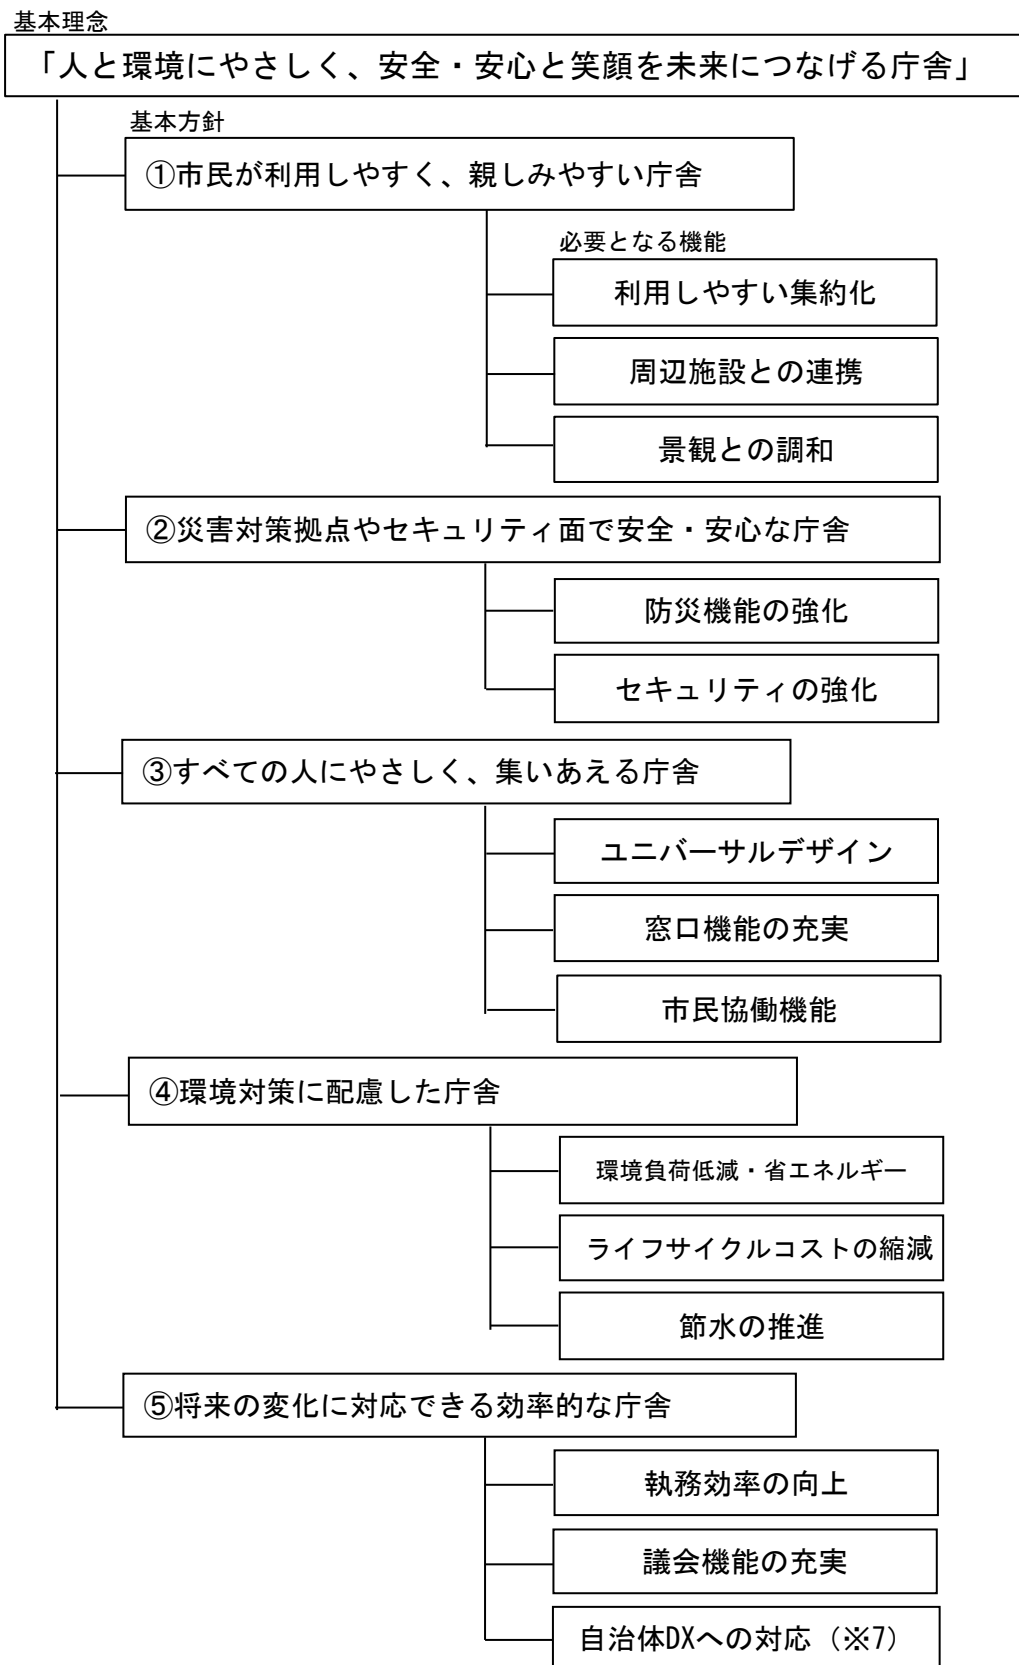 基本理念
「人と環境にやさしく、安全・安心と笑顔を未来につなげる庁舎」
基本方針
①市民が利用しやすく、親しみやすい庁舎
必要となる機能
利用しやすい集約化
周辺施設との連携
景観との調和
②災害対策拠点やセキュリティ面で安全・安心な庁舎
防災機能の強化
セキュリティの強化
③すべての人にやさしく、集いあえる庁舎
ユニバーサルデザイン
窓口機能の充実
市民協働機能
④環境対策に配慮した庁舎
環境負荷低減・省エネルギー
ライフサイクルコストの縮減
節水の推進
⑤将来の変化に対応できる効率的な庁舎
執務効率の向上
議会機能の充実
自治体DXへの対応（※7）